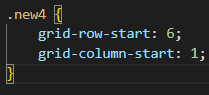 .new4 {
    grid-row-start: 6;
    grid-column-start: 1;
}